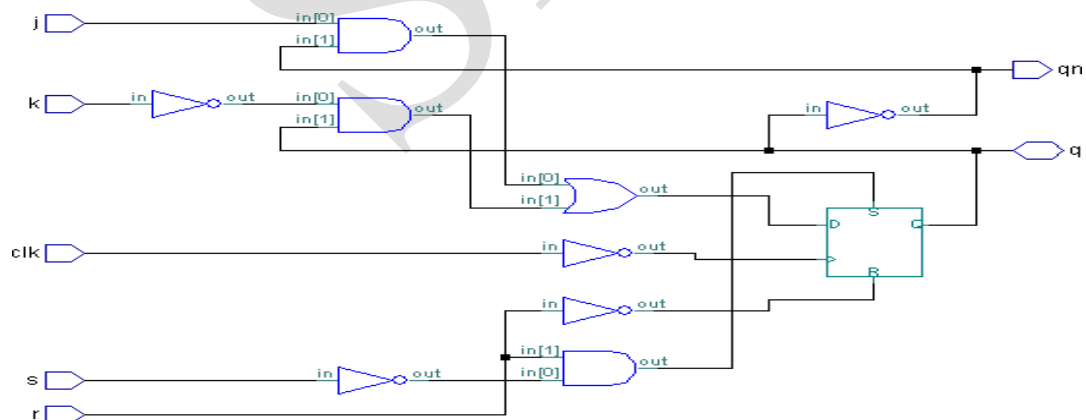 j
in[0]
in[1]
out
qn
k
in
out
in[0]
in[1]
out
in
out
q
in[0]
in[1]
out
S
D
Q
R
clk
in
out
in
out
in[1]
in[0]
out
s
in
out
r